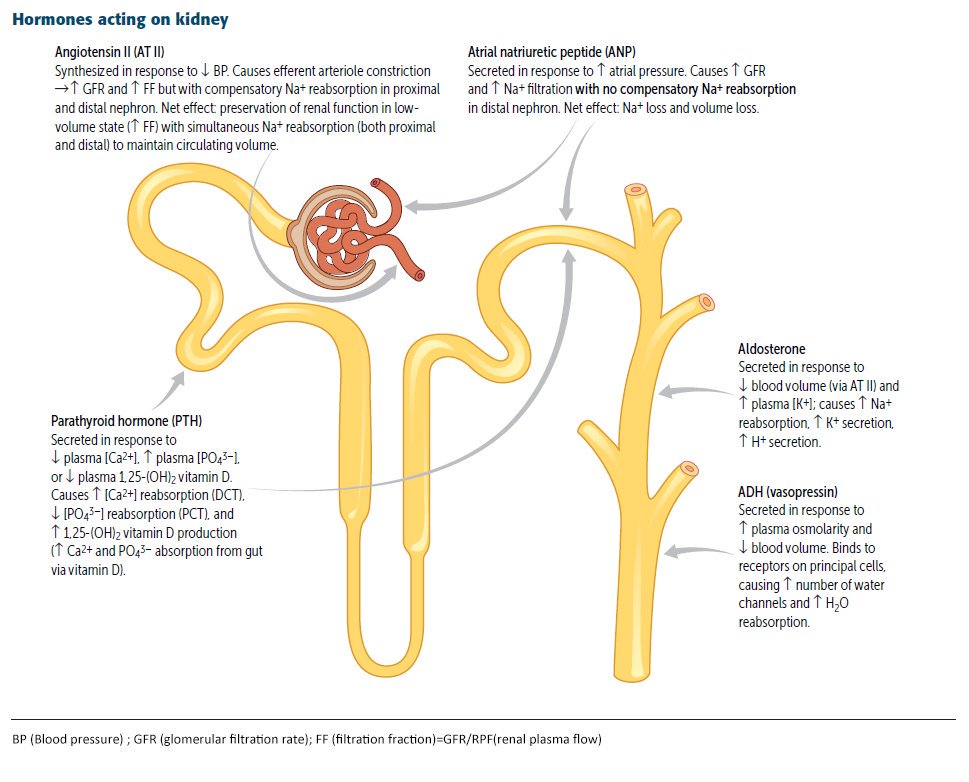 Hormones acting on kidney
Angiotensin II (AT II)
Synthesized in response to ↓ BP. Causes efferent arteriole constriction
→↑ GFR and ↑ FF but with compensatory Na⁺ reabsorption in proximal
and distal nephron. Net effect: preservation of renal function in low-
volume state (↑ FF) with simultaneous Na⁺ reabsorption (both proximal
and distal) to maintain circulating volume.
Atrial natriuretic peptide (ANP)
Secreted in response to ↑ atrial pressure. Causes ↑ GFR
and ↑ Na⁺ filtration with no compensatory Na⁺ reabsorption
in distal nephron. Net effect: Na⁺ loss and volume loss.
Parathyroid hormone (PTH)
Secreted in response to
↓ plasma [Ca²⁺], ↑ plasma [PO₄³⁻],
or ↓ plasma 1,25-(OH)₂ vitamin D.
Causes ↑ [Ca²⁺] reabsorption (DCT),
↓ [PO₄³⁻] reabsorption (PCT), and
↑ 1,25-(OH)₂ vitamin D production
(↑ Ca²⁺ and PO₄³⁻ absorption from gut
via vitamin D).
Aldosterone
Secreted in response to
↓ blood volume (via AT II) and
↑ plasma [K⁺]; causes ↑ Na⁺
reabsorption, ↑ K⁺ secretion,
↑ H⁺ secretion.
ADH (vasopressin)
Secreted in response to
↑ plasma osmolarity and
↓ blood volume. Binds to
receptors on principal cells,
causing ↑ number of water
channels and ↑ H₂O
reabsorption.
BP (Blood pressure) ; GFR (glomerular filtration rate); FF (filtration fraction)=GFR/RPF(renal plasma flow)